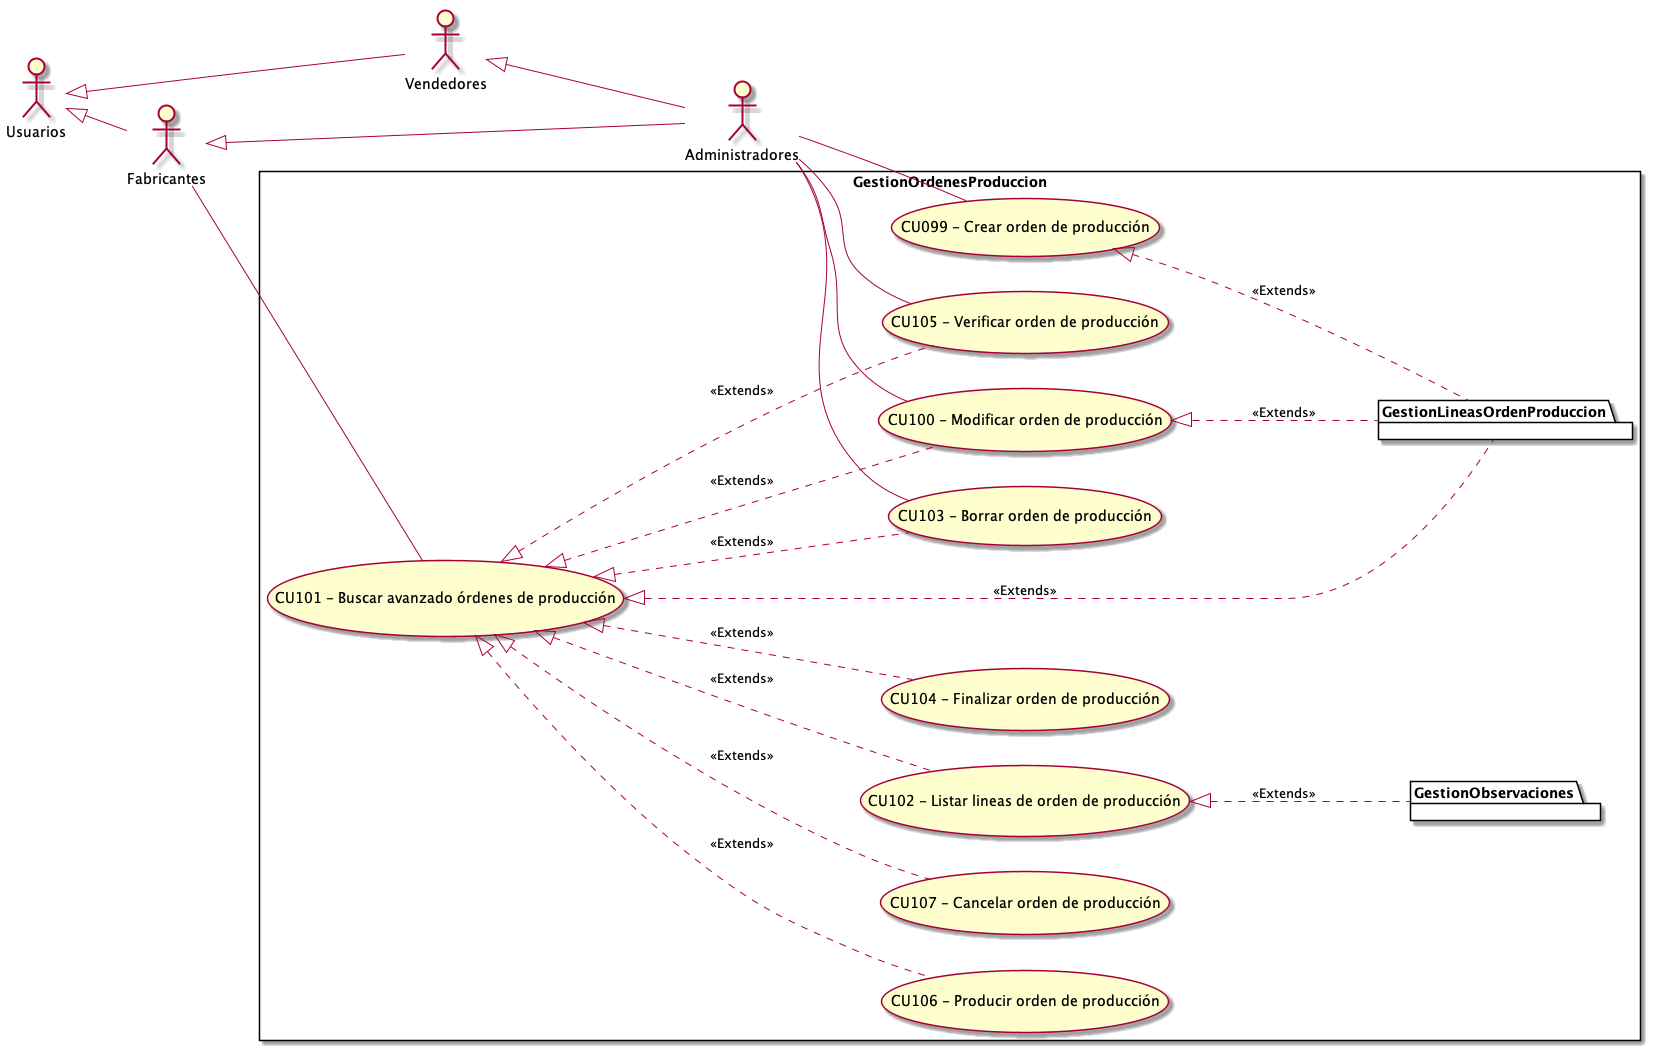 Vendedores
Usuarios
Administradores
Fabricantes
GestionOrdenesProduccion
CU099 – Crear orden de producción
«Extends»
CU105 – Verificar orden de producción
«Extends»
CU100 – Modificar orden de producción
«Extends»
GestionLineasOrdenProduccion
«Extends»
CU103 – Borrar orden de producción
«Extends»
CU101 – Buscar avanzado órdenes de producción
«Extends»
«Extends»
«Extends»
CU104 – Finalizar orden de producción
«Extends»
CU102 – Listar lineas de orden de producción
«Extends»
GestionObservaciones
«Extends»
CU107 – Cancelar orden de producción
CU106 – Producir orden de producción